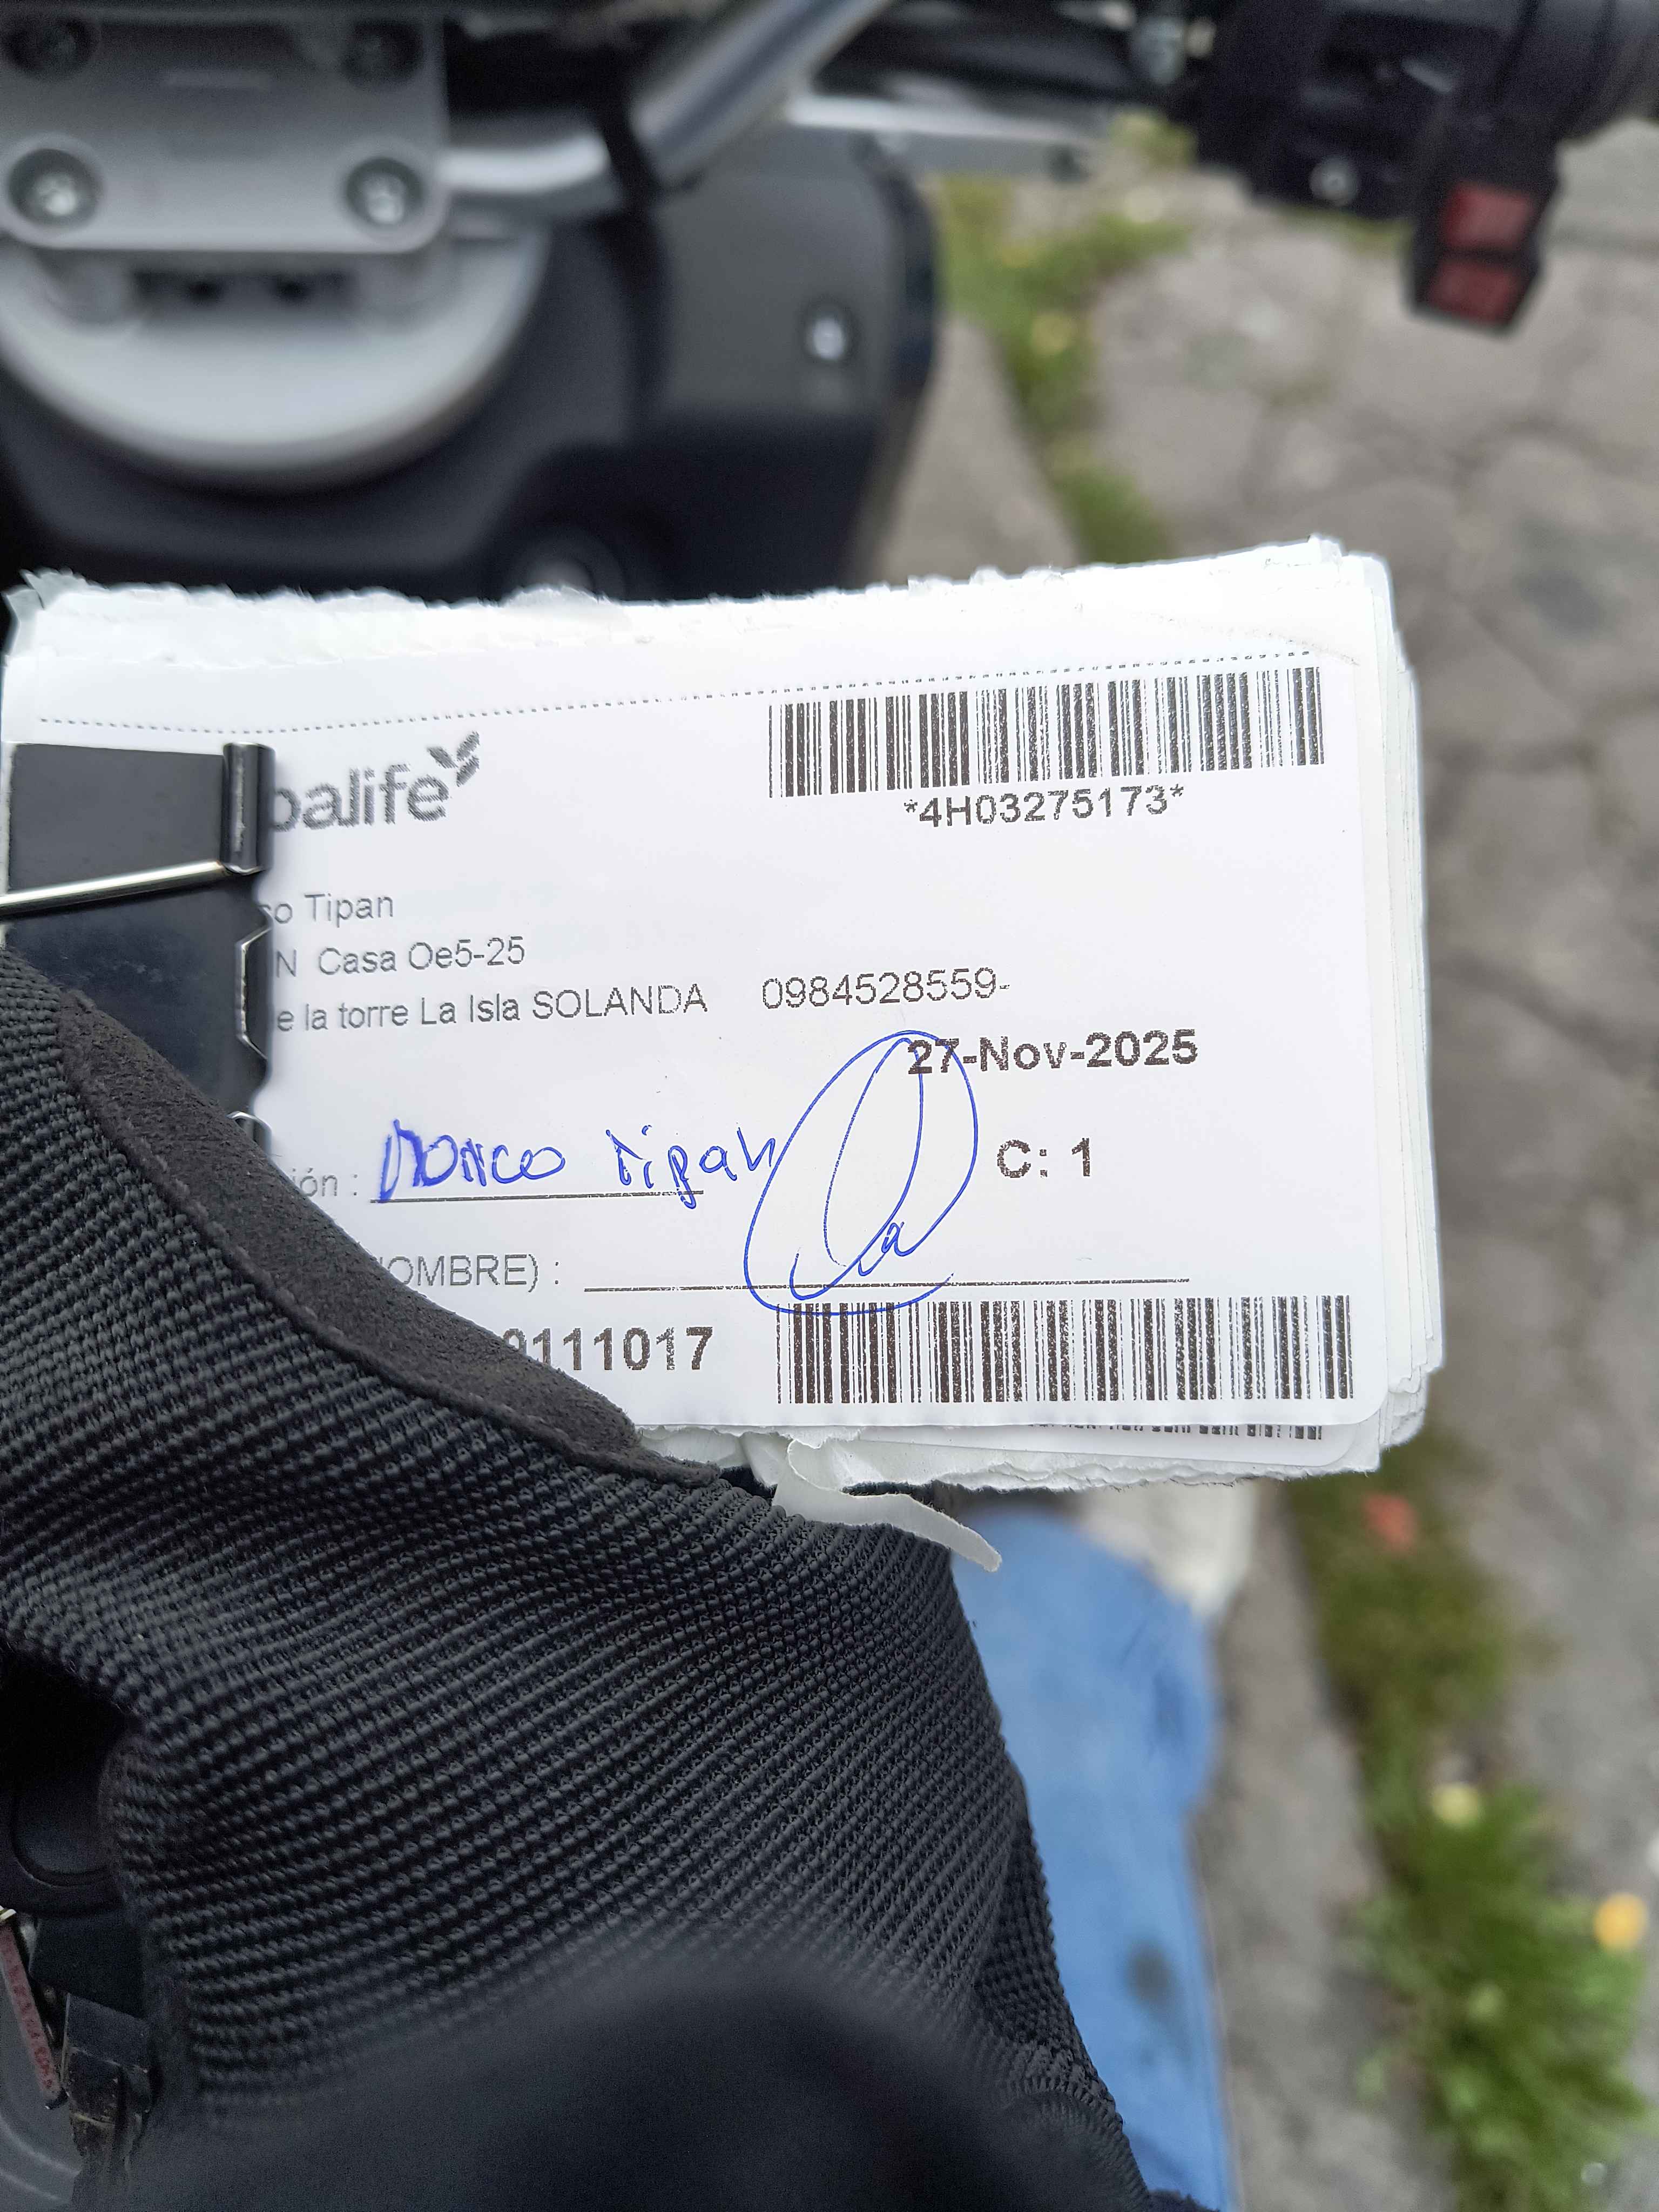 balife
*4H03275173*
so Tipan
N Casa Oe5-25
e la torre La Isla SOLANDA 0984528559-
27-Nov-2025
ión : Marco Tipan
C: 1
OMBRE) :
0111017